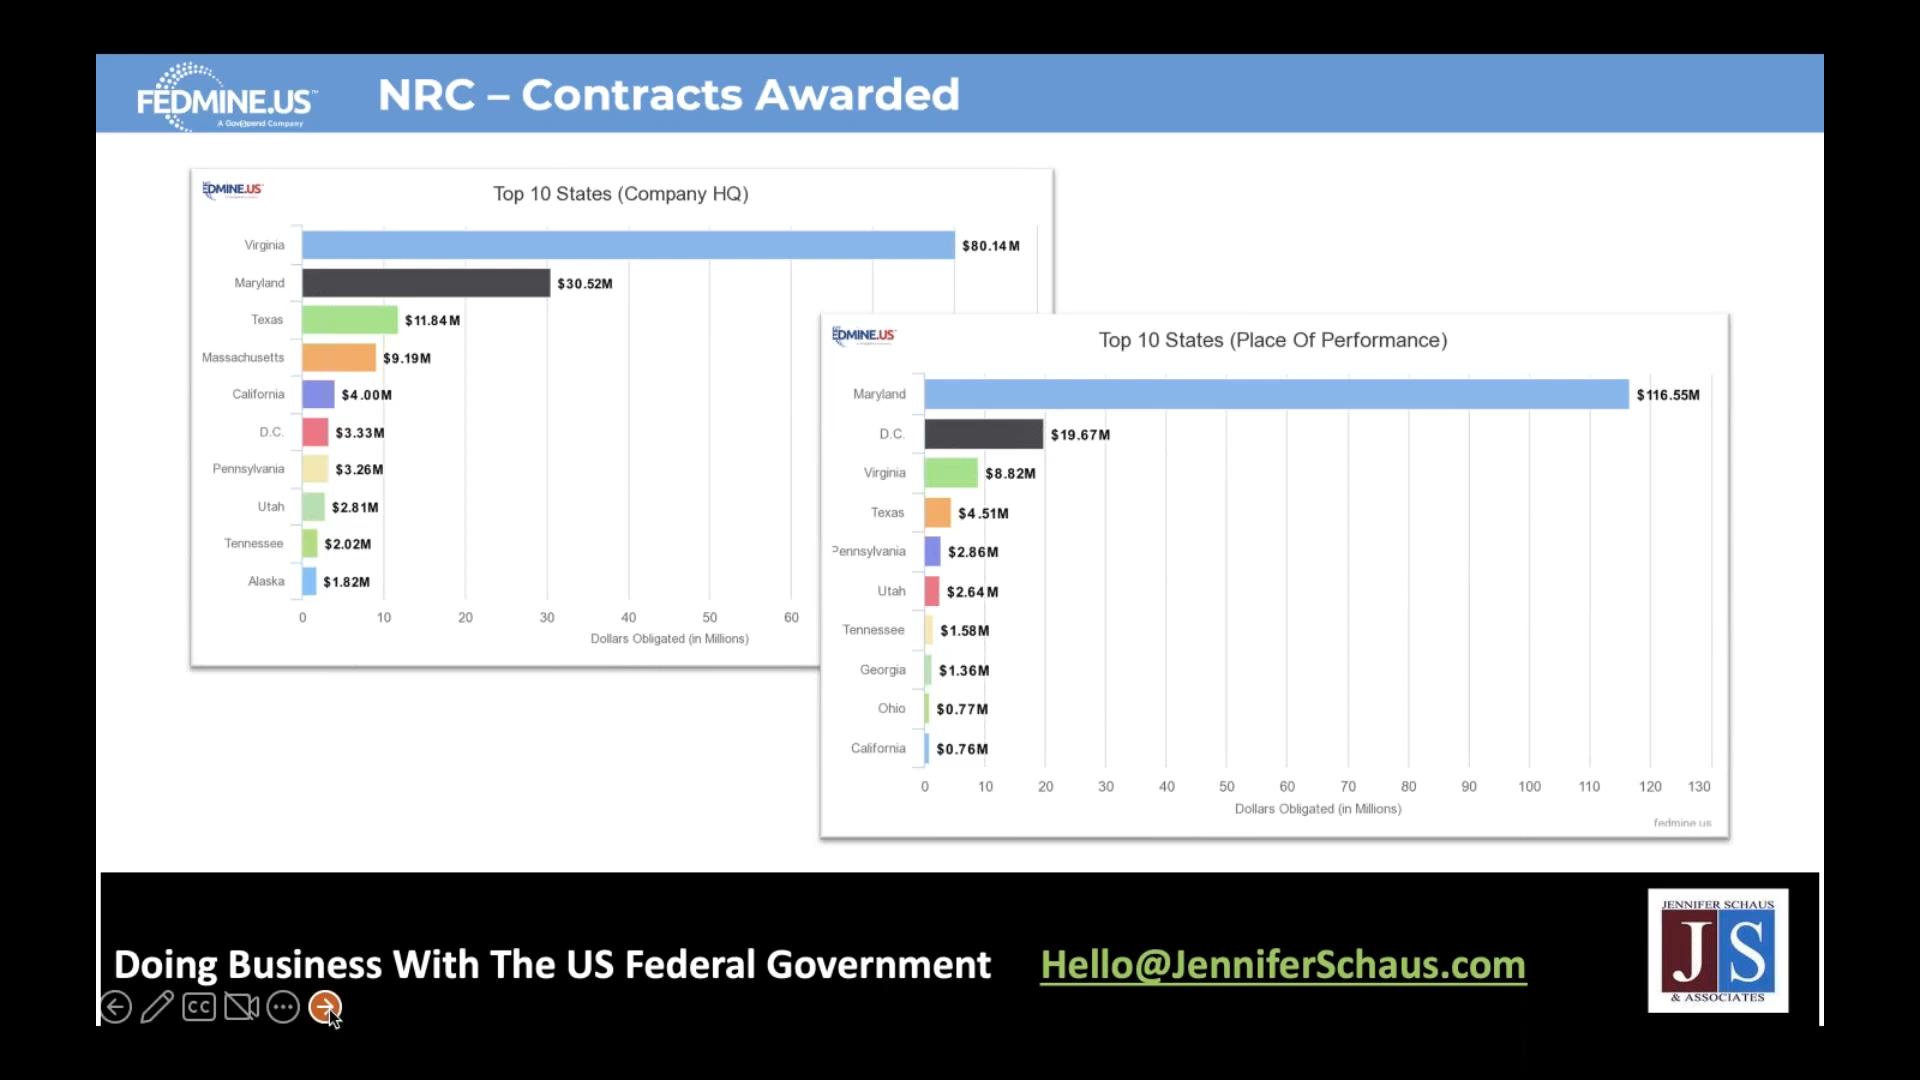 FEDMINE.US™
A GovSpend Company
NRC – Contracts Awarded
EDMINE.US
Top 10 States (Company HQ)
Virginia $80.14M
Maryland $30.52M
Texas $11.84M
Massachusetts $9.19M
California $4.00M
D.C. $3.33M
Pennsylvania $3.26M
Utah $2.81M
Tennessee $2.02M
Alaska $1.82M
0 10 20 30 40 50 60
Dollars Obligated (in Millions)
EDMINE.US
Top 10 States (Place Of Performance)
Maryland $116.55M
D.C. $19.67M
Virginia $8.82M
Texas $4.51M
Pennsylvania $2.86M
Utah $2.64M
Tennessee $1.58M
Georgia $1.36M
Ohio $0.77M
California $0.76M
0 10 20 30 40 50 60 70 80 90 100 110 120 130
Dollars Obligated (in Millions)
fedmine.us
Doing Business With The US Federal Government Hello@JenniferSchaus.com
JENNIFER SCHAUS
JS
& ASSOCIATES
CC